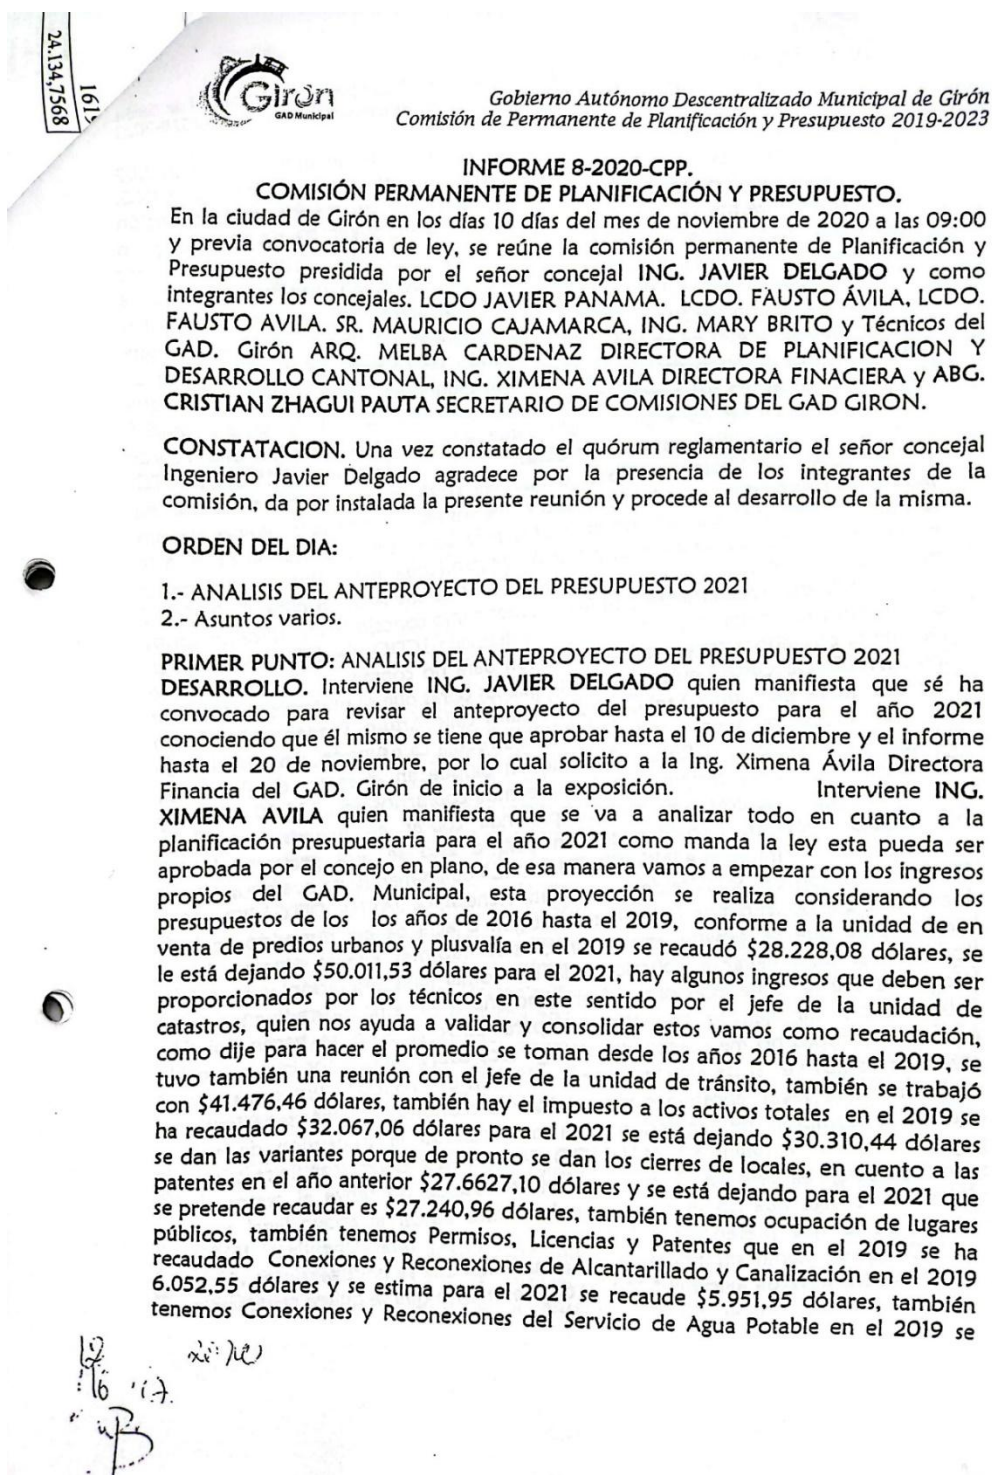 24.134,7568
1615
Girón
GAD Municipal
Gobierno Autónomo Descentralizado Municipal de Girón
Comisión de Permanente de Planificación y Presupuesto 2019-2023
INFORME 8-2020-CPP.
COMISIÓN PERMANENTE DE PLANIFICACIÓN Y PRESUPUESTO.
En la ciudad de Girón en los días 10 días del mes de noviembre de 2020 a las 09:00
y previa convocatoria de ley, se reúne la comisión permanente de Planificación y
Presupuesto presidida por el señor concejal ING. JAVIER DELGADO y como
integrantes los concejales. LCDO JAVIER PANAMA. LCDO. FAUSTO ÁVILA, LCDO.
FAUSTO AVILA. SR. MAURICIO CAJAMARCA, ING. MARY BRITO y Técnicos del
GAD. Girón ARQ. MELBA CARDENAZ DIRECTORA DE PLANIFICACION Y
DESARROLLO CANTONAL, ING. XIMENA AVILA DIRECTORA FINACIERA y ABG.
CRISTIAN ZHAGUI PAUTA SECRETARIO DE COMISIONES DEL GAD GIRON.
CONSTATACION. Una vez constatado el quórum reglamentario el señor concejal
Ingeniero Javier Delgado agradece por la presencia de los integrantes de la
comisión, da por instalada la presente reunión y procede al desarrollo de la misma.
ORDEN DEL DIA:
1.- ANALISIS DEL ANTEPROYECTO DEL PRESUPUESTO 2021
2.- Asuntos varios.
PRIMER PUNTO: ANALISIS DEL ANTEPROYECTO DEL PRESUPUESTO 2021
DESARROLLO. Interviene ING. JAVIER DELGADO quien manifiesta que sé ha
convocado para revisar el anteproyecto del presupuesto para el año 2021
conociendo que él mismo se tiene que aprobar hasta el 10 de diciembre y el informe
hasta el 20 de noviembre, por lo cual solicito a la Ing. Ximena Ávila Directora
Financia del GAD. Girón de inicio a la exposición. Interviene ING.
XIMENA AVILA quien manifiesta que se va a analizar todo en cuanto a la
planificación presupuestaria para el año 2021 como manda la ley esta pueda ser
aprobada por el concejo en plano, de esa manera vamos a empezar con los ingresos
propios del GAD. Municipal, esta proyección se realiza considerando los
presupuestos de los los años de 2016 hasta el 2019, conforme a la unidad de en
venta de predios urbanos y plusvalía en el 2019 se recaudó $28.228,08 dólares, se
le está dejando $50.011,53 dólares para el 2021, hay algunos ingresos que deben ser
proporcionados por los técnicos en este sentido por el jefe de la unidad de
catastros, quien nos ayuda a validar y consolidar estos vamos como recaudación,
como dije para hacer el promedio se toman desde los años 2016 hasta el 2019, se
tuvo también una reunión con el jefe de la unidad de tránsito, también se trabajó
con $41.476,46 dólares, también hay el impuesto a los activos totales en el 2019 se
ha recaudado $32.067,06 dólares para el 2021 se está dejando $30.310,44 dólares
se dan las variantes porque de pronto se dan los cierres de locales, en cuento a las
patentes en el año anterior $27.6627,10 dólares y se está dejando para el 2021 que
se pretende recaudar es $27.240,96 dólares, también tenemos ocupación de lugares
públicos, también tenemos Permisos, Licencias y Patentes que en el 2019 se ha
recaudado Conexiones y Reconexiones de Alcantarillado y Canalización en el 2019
6.052,55 dólares y se estima para el 2021 se recaude $5.951,95 dólares, también
tenemos Conexiones y Reconexiones del Servicio de Agua Potable en el 2019 se